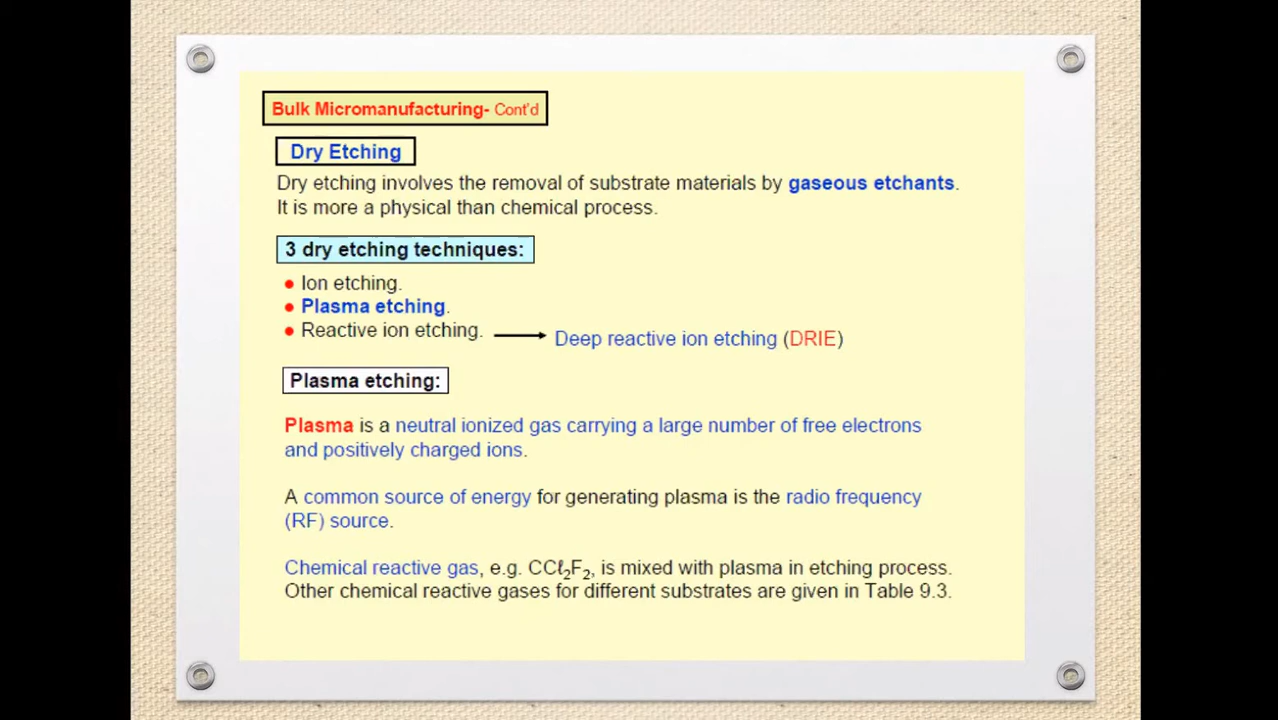 Bulk Micromanufacturing- Cont'd
Dry Etching
Dry etching involves the removal of substrate materials by gaseous etchants.
It is more a physical than chemical process.
3 dry etching techniques:
● Ion etching.
● Plasma etching.
● Reactive ion etching. → Deep reactive ion etching (DRIE)
Plasma etching:
Plasma is a neutral ionized gas carrying a large number of free electrons
and positively charged ions.
A common source of energy for generating plasma is the radio frequency
(RF) source.
Chemical reactive gas, e.g. CCℓ₂F₂, is mixed with plasma in etching process.
Other chemical reactive gases for different substrates are given in Table 9.3.